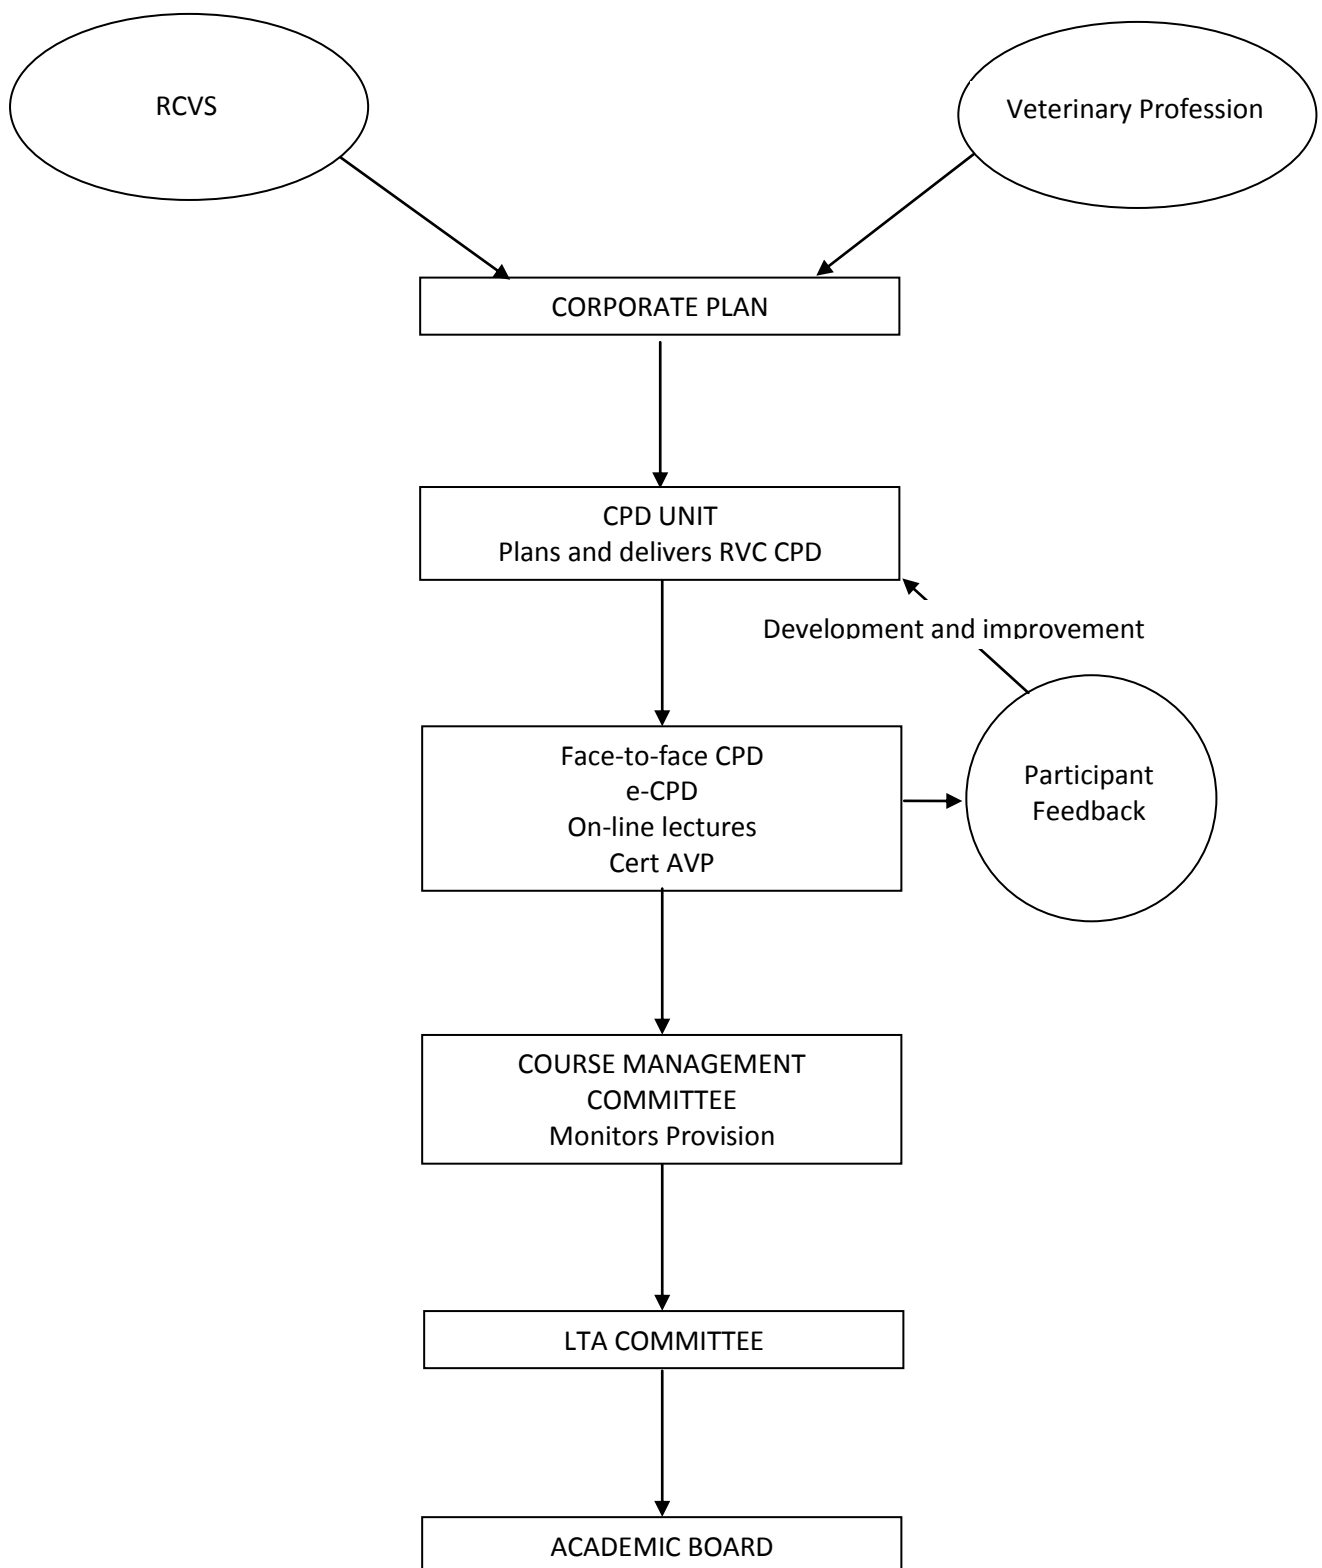 RCVS
Veterinary Profession
CORPORATE PLAN
CPD UNIT
Plans and delivers RVC CPD
Development and improvement
Face-to-face CPD
e-CPD
On-line lectures
Cert AVP
Participant
Feedback
COURSE MANAGEMENT
COMMITTEE
Monitors Provision
LTA COMMITTEE
ACADEMIC BOARD